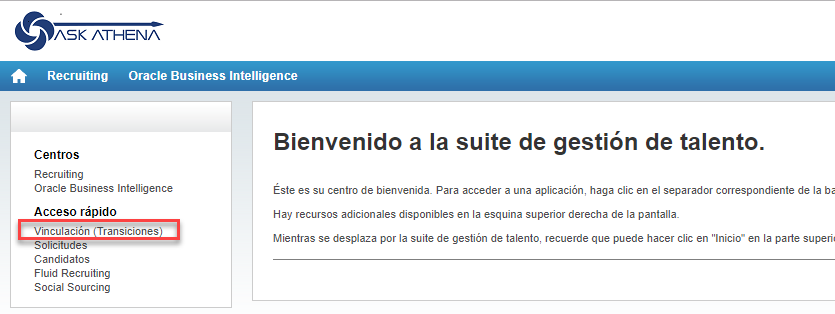 ASK ATHENA
Recruiting Oracle Business Intelligence
Centros
Recruiting
Oracle Business Intelligence
Acceso rápido
Vinculación (Transiciones)
Solicitudes
Candidatos
Fluid Recruiting
Social Sourcing
Bienvenido a la suite de gestión de talento.
Éste es su centro de bienvenida. Para acceder a una aplicación, haga clic en el separador correspondiente de la ba
Hay recursos adicionales disponibles en la esquina superior derecha de la pantalla.
Mientras se desplaza por la suite de gestión de talento, recuerde que puede hacer clic en "Inicio" en la parte superio